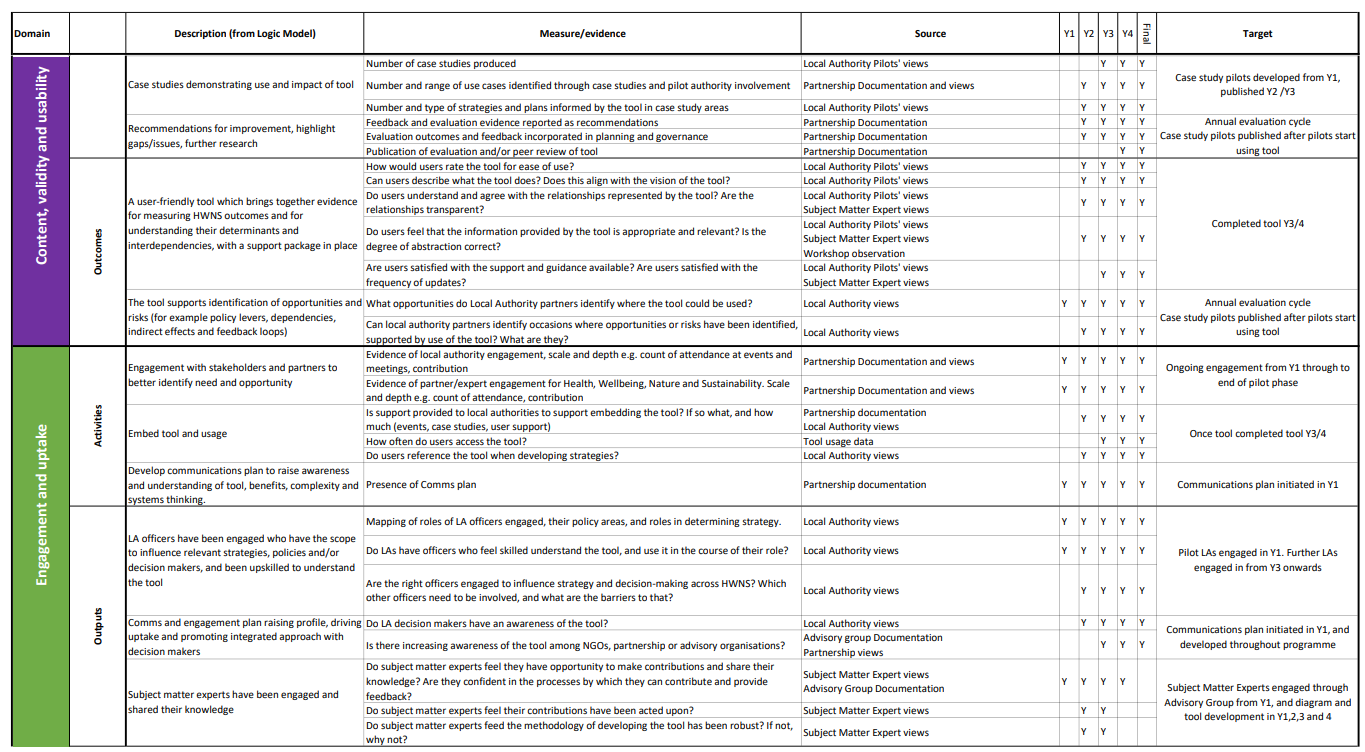 Domain Description (from Logic Model) Measure/evidence Source Y1 Y2 Y3 Y4 Final Target
Content, validity and usability
Case studies demonstrating use and impact of tool
Number of case studies produced Local Authority Pilots' views Y Y Y
Number and range of use cases identified through case studies and pilot authority involvement Partnership Documentation and views Y Y Y Y
Number and type of strategies and plans informed by the tool in case study areas Local Authority Pilots' views Y Y Y Y
Case study pilots developed from Y1,
published Y2 /Y3
Recommendations for improvement, highlight
gaps/issues, further research
Feedback and evaluation evidence reported as recommendations Partnership Documentation Y Y Y Y
Evaluation outcomes and feedback incorporated in planning and governance Partnership Documentation Y Y Y Y
Publication of evaluation and/or peer review of tool Partnership Documentation Y Y
Annual evaluation cycle
Case study pilots published after pilots start
using tool
Outcomes
A user-friendly tool which brings together evidence
for measuring HWNS outcomes and for
understanding their determinants and
interdependencies, with a support package in place
How would users rate the tool for ease of use? Local Authority Pilots' views Y Y Y Y
Can users describe what the tool does? Does this align with the vision of the tool? Local Authority Pilots' views Y Y Y Y
Do users understand and agree with the relationships represented by the tool? Are the
relationships transparent?
Local Authority Pilots' views
Subject Matter Expert views
Y Y Y Y
Do users feel that the information provided by the tool is appropriate and relevant? Is the
degree of abstraction correct?
Local Authority Pilots' views
Subject Matter Expert views
Workshop observation
Y Y Y Y
Are users satisfied with the support and guidance available? Are users satisfied with the
frequency of updates?
Local Authority Pilots' views
Subject Matter Expert views
Y Y Y
Completed tool Y3/4
The tool supports identification of opportunities and
risks (for example policy levers, dependencies,
indirect effects and feedback loops)
What opportunities do Local Authority partners identify where the tool could be used? Local Authority views Y Y Y Y Y
Can local authority partners identify occasions where opportunities or risks have been identified,
supported by use of the tool? What are they?
Local Authority views Y Y Y Y
Annual evaluation cycle
Case study pilots published after pilots start
using tool
Engagement and uptake
Activities
Engagement with stakeholders and partners to
better identify need and opportunity
Evidence of local authority engagement, scale and depth e.g. count of attendance at events and
meetings, contribution
Partnership Documentation and views Y Y Y Y Y
Evidence of partner/expert engagement for Health, Wellbeing, Nature and Sustainability. Scale
and depth e.g. count of attendance, contribution
Partnership Documentation and views Y Y Y Y Y
Ongoing engagement from Y1 through to
end of pilot phase
Embed tool and usage
Is support provided to local authorities to support embedding the tool? If so what, and how
much (events, case studies, user support)
Partnership documentation
Local Authority views
Y Y Y Y
How often do users access the tool? Tool usage data Y Y Y
Do users reference the tool when developing strategies? Local Authority views Y Y Y Y
Once tool completed tool Y3/4
Develop communications plan to raise awareness
and understanding of tool, benefits, complexity and
systems thinking.
Presence of Comms plan Partnership documentation Y Y Y Y Y
Communications plan initiated in Y1
Outputs
LA officers have been engaged who have the scope
to influence relevant strategies, policies and/or
decision makers, and been upskilled to understand
the tool
Mapping of roles of LA officers engaged, their policy areas, and roles in determining strategy. Local Authority views Y Y Y Y Y
Do LAs have officers who feel skilled understand the tool, and use it in the course of their role? Local Authority views Y Y Y Y Y
Are the right officers engaged to influence strategy and decision-making across HWNS? Which
other officers need to be involved, and what are the barriers to that?
Local Authority views Y Y Y Y
Pilot LAs engaged in Y1. Further LAs
engaged in from Y3 onwards
Comms and engagement plan raising profile, driving
uptake and promoting integrated approach with
decision makers
Do LA decision makers have an awareness of the tool? Local Authority views Y Y Y Y
Is there increasing awareness of the tool among NGOs, partnership or advisory organisations?
Advisory group Documentation
Partnership views
Y Y Y
Communications plan initiated in Y1, and
developed throughout programme
Subject matter experts have been engaged and
shared their knowledge
Do subject matter experts feel they have opportunity to make contributions and share their
knowledge? Are they confident in the processes by which they can contribute and provide
feedback?
Subject Matter Expert views
Advisory Group Documentation
Y Y Y Y
Do subject matter experts feel their contributions have been acted upon? Subject Matter Expert views Y Y
Do subject matter experts feed the methodology of developing the tool has been robust? If not,
why not?
Subject Matter Expert views Y Y
Subject Matter Experts engaged through
Advisory Group from Y1, and diagram and
tool development in Y1,2,3 and 4